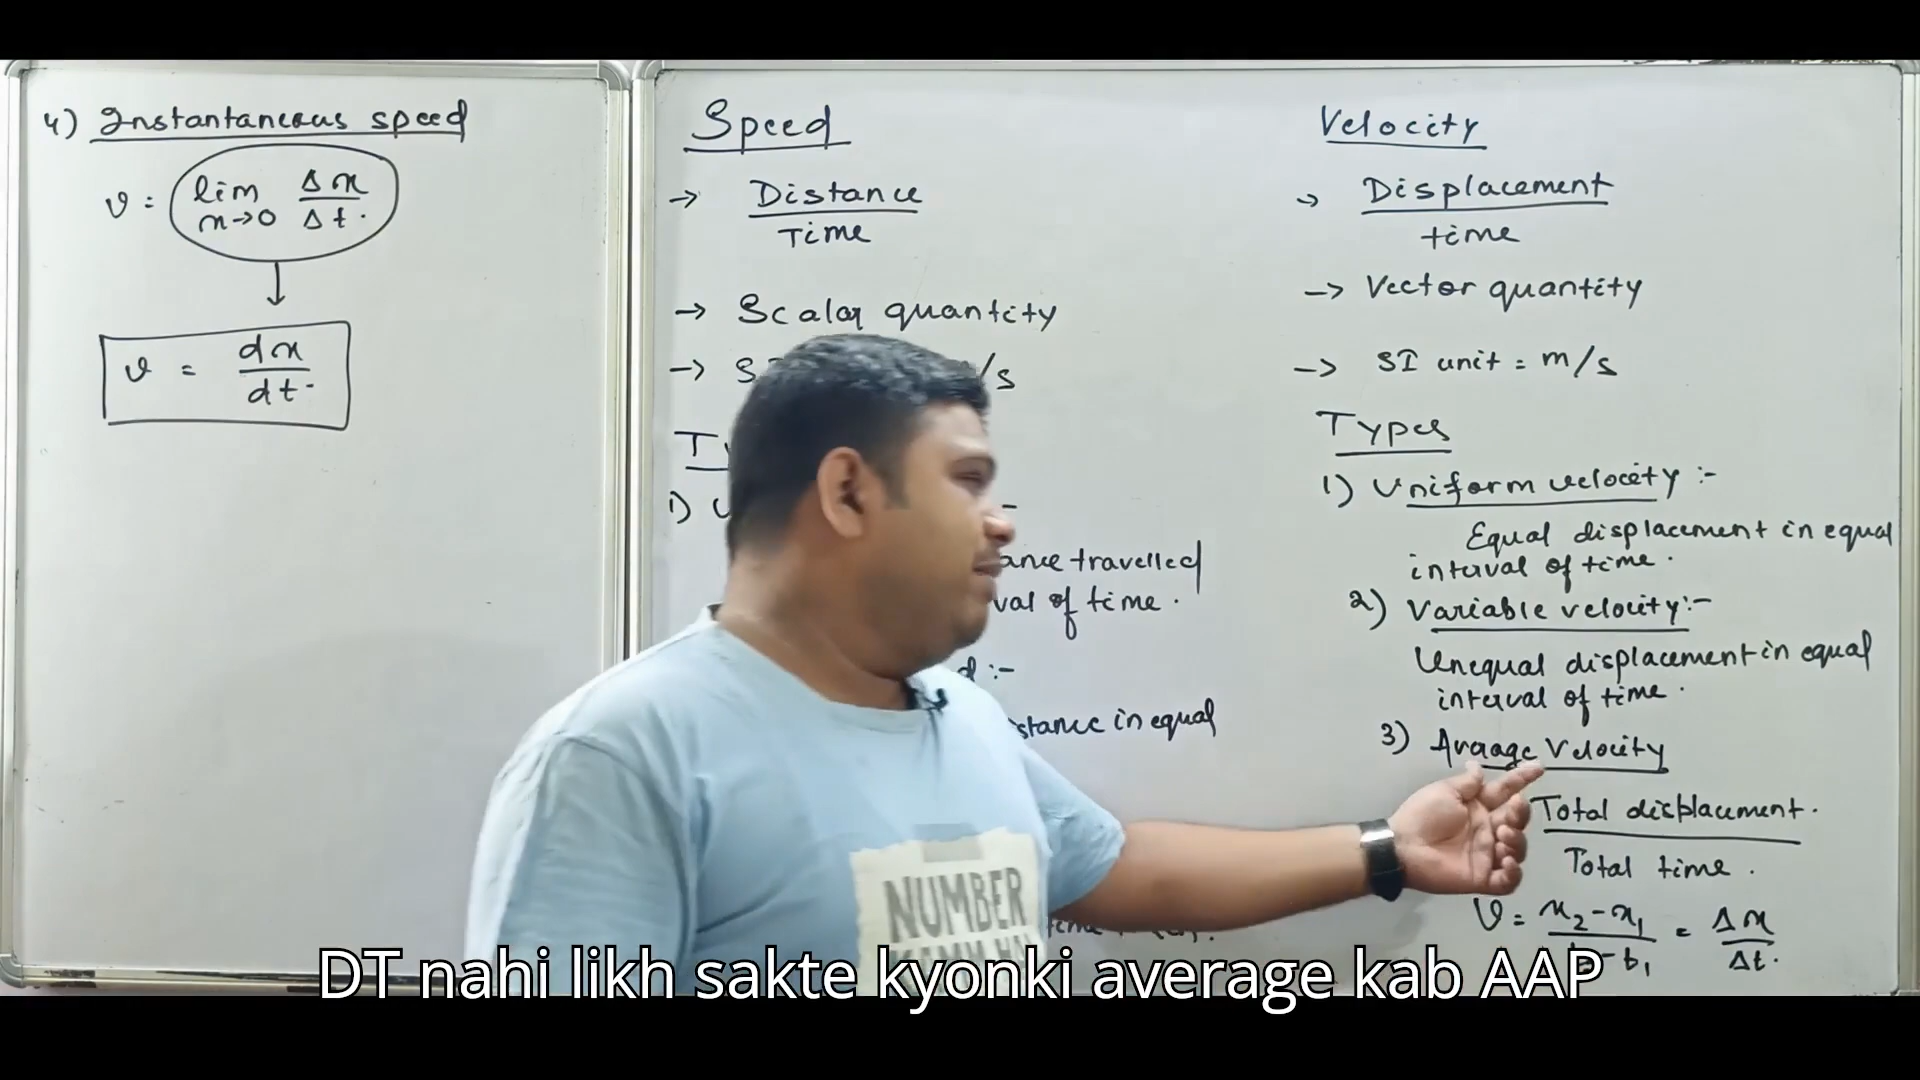 4) Instantaneous speed
v = lim Δx
x→0 Δt.
v = dx
dt.
Speed
→ Distance
Time
→ Scalar quantity
→ S /s
1) U
ance travelled
val of time.
d :-
stance in equal
Velocity
→ Displacement
time
→ Vector quantity
→ SI unit = m/s
Types
1) Uniform velocity :-
Equal displacement in equal
interval of time.
2) Variable velocity:-
Unequal displacement in equal
interval of time.
3) Average Velocity
Total displacement.
Total time.
v = x2-x1 = Δx
-t1 Δt.
NUMBER
DT nahi likh sakte kyonki average kab AAP